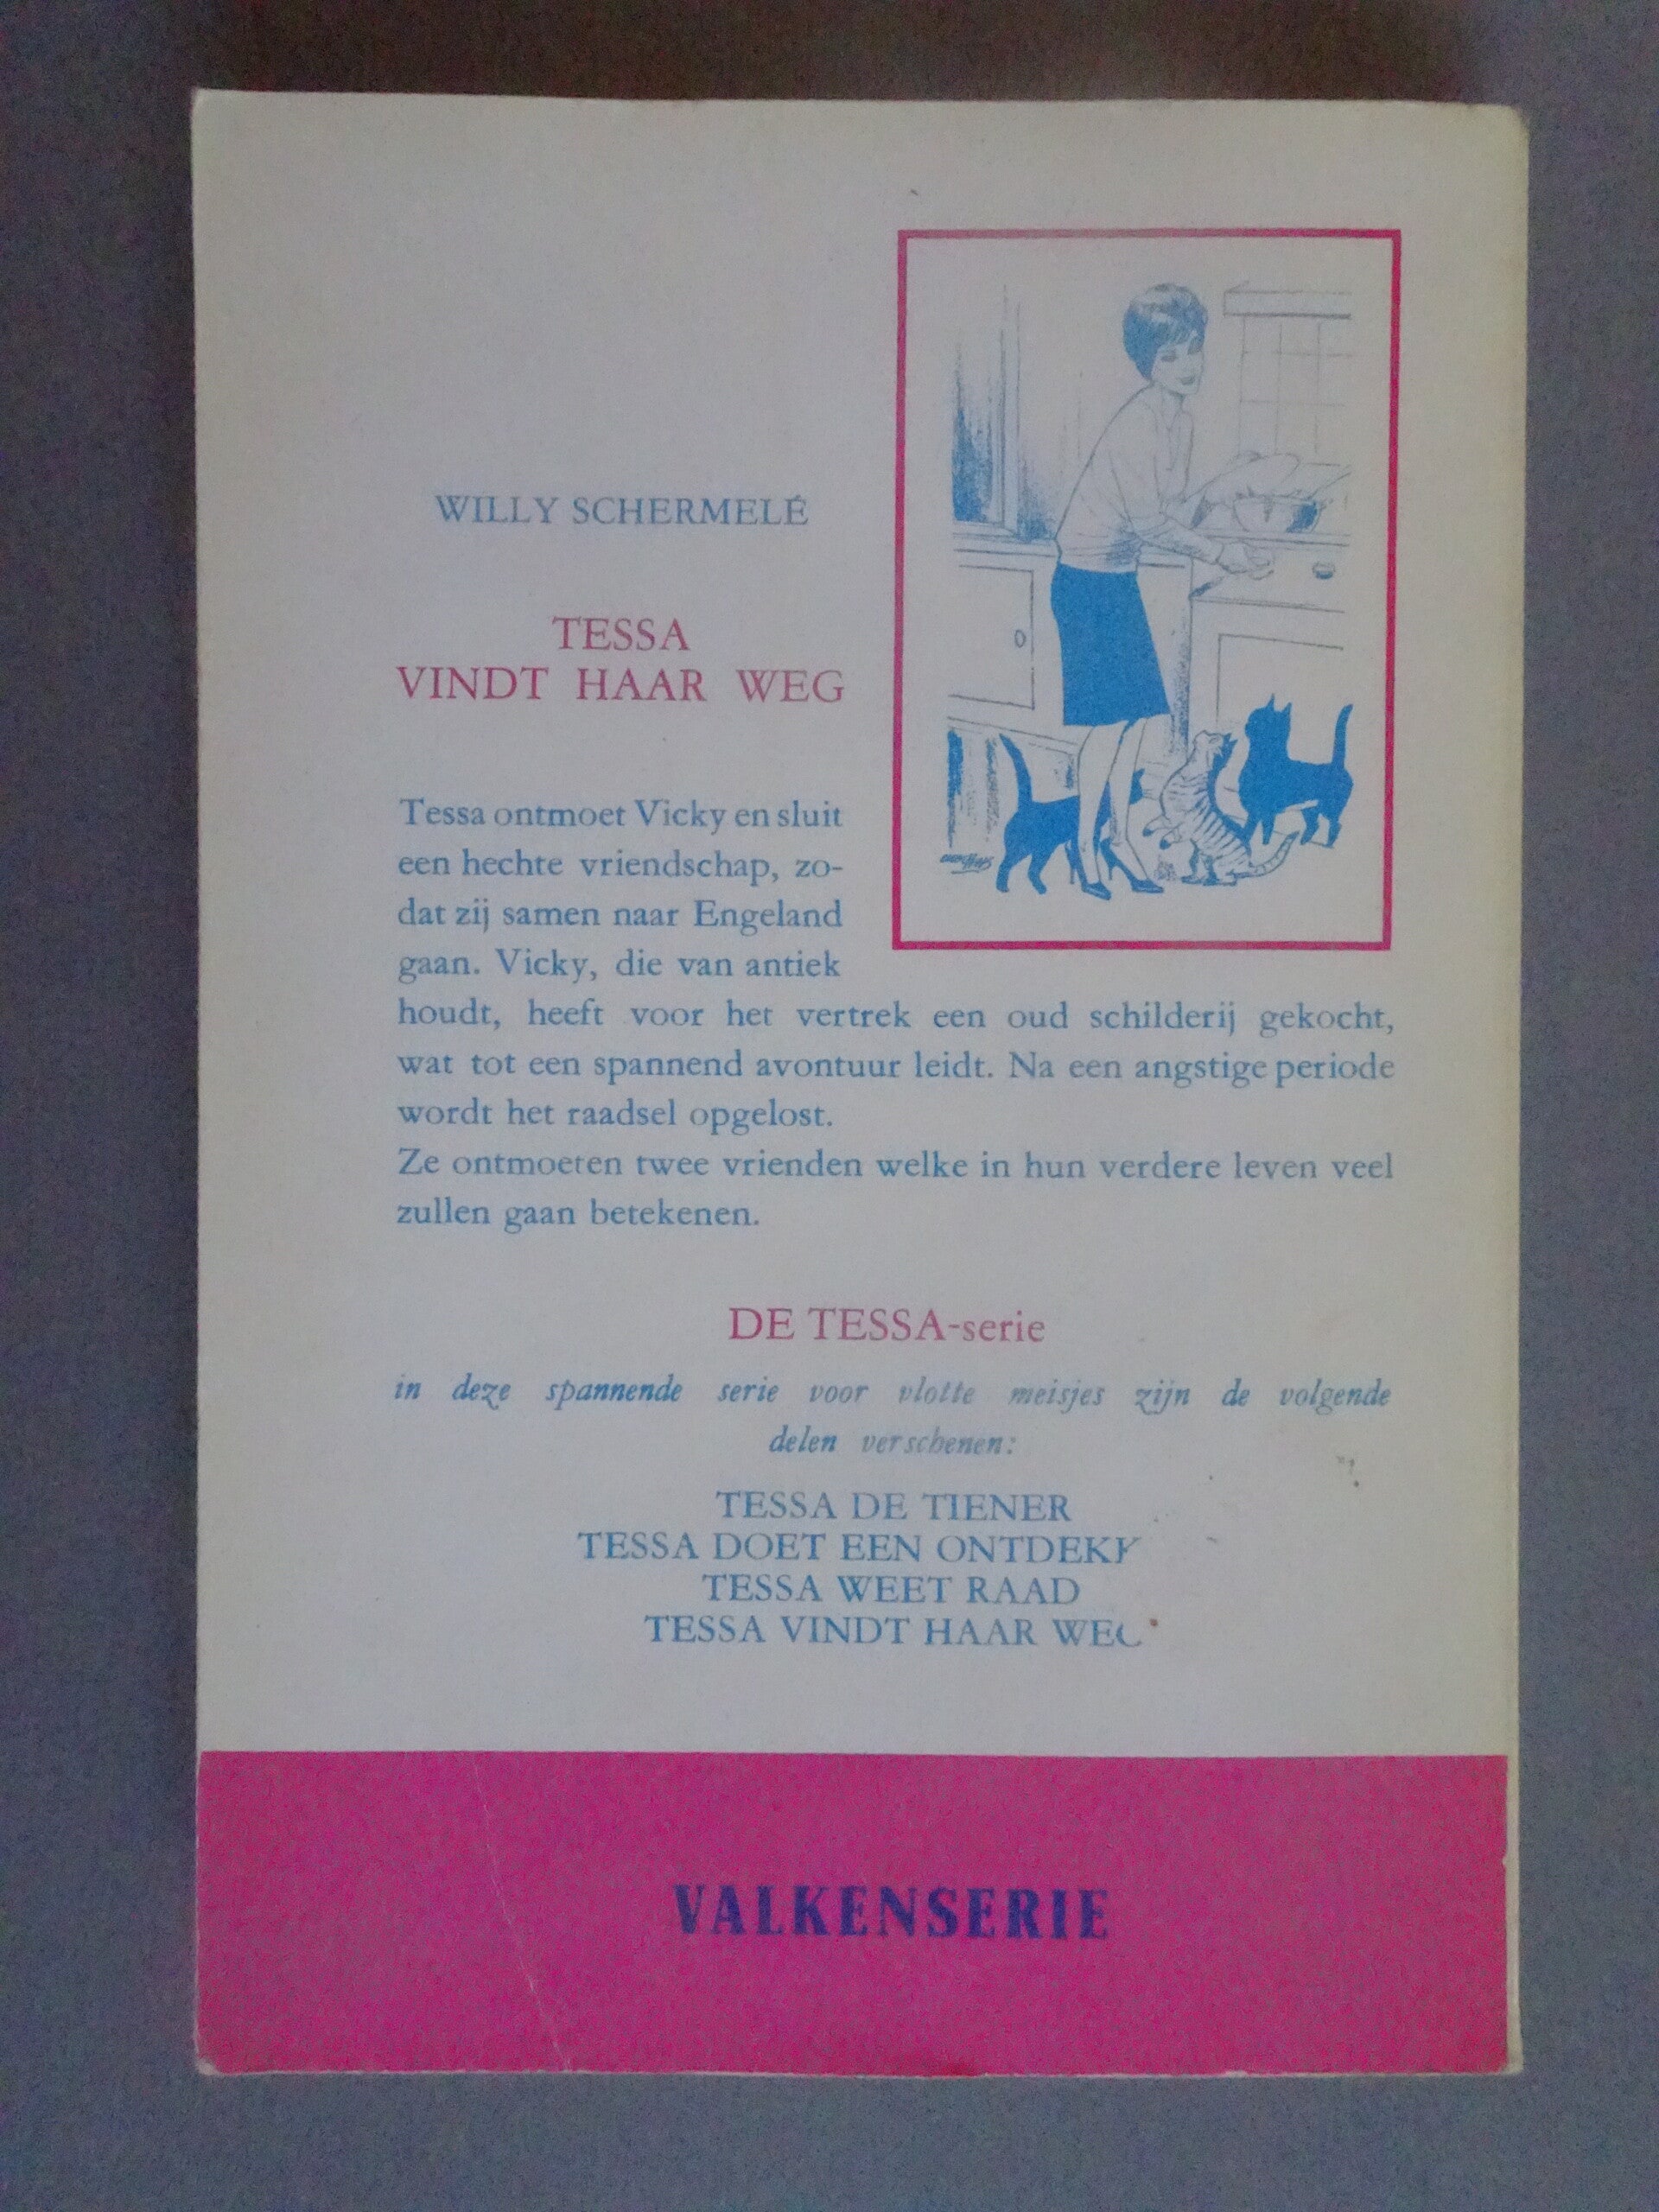 WILLY SCHERMELÉ
TESSA
VINDT HAAR WEG
Tessa ontmoet Vicky en sluit
een hechte vriendschap, zo-
dat zij samen naar Engeland
gaan. Vicky, die van antiek
houdt, heeft voor het vertrek een oud schilderij gekocht,
wat tot een spannend avontuur leidt. Na een angstige periode
wordt het raadsel opgelost.
Ze ontmoeten twee vrienden welke in hun verdere leven veel
zullen gaan betekenen.
DE TESSA-serie
in deze spannende serie voor vlotte meisjes zijn de volgende
delen verschenen:
TESSA DE TIENER
TESSA DOET EEN ONTDEKK
TESSA WEET RAAD
TESSA VINDT HAAR WEG
VALKENSERIE